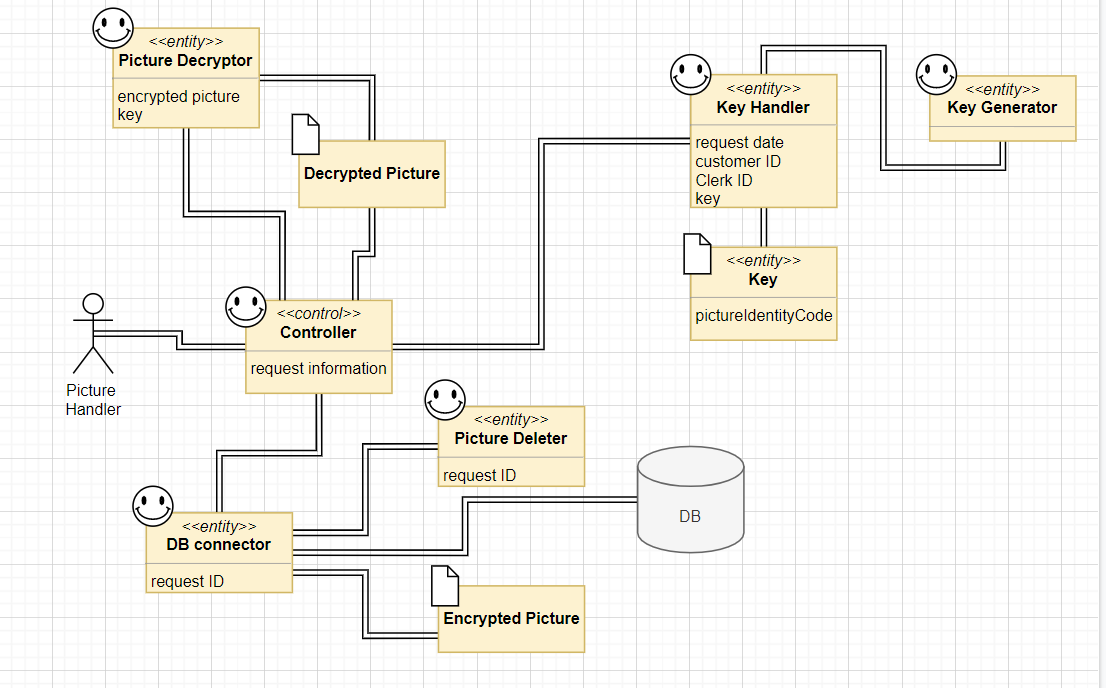 <<entity>>
Picture Decryptor
encrypted picture
key
Decrypted Picture
<<entity>>
Key Handler
request date
customer ID
Clerk ID
key
<<entity>>
Key Generator
<<entity>>
Key
pictureIdentityCode
Picture
Handler
<<control>>
Controller
request information
<<entity>>
Picture Deleter
request ID
DB
<<entity>>
DB connector
request ID
Encrypted Picture